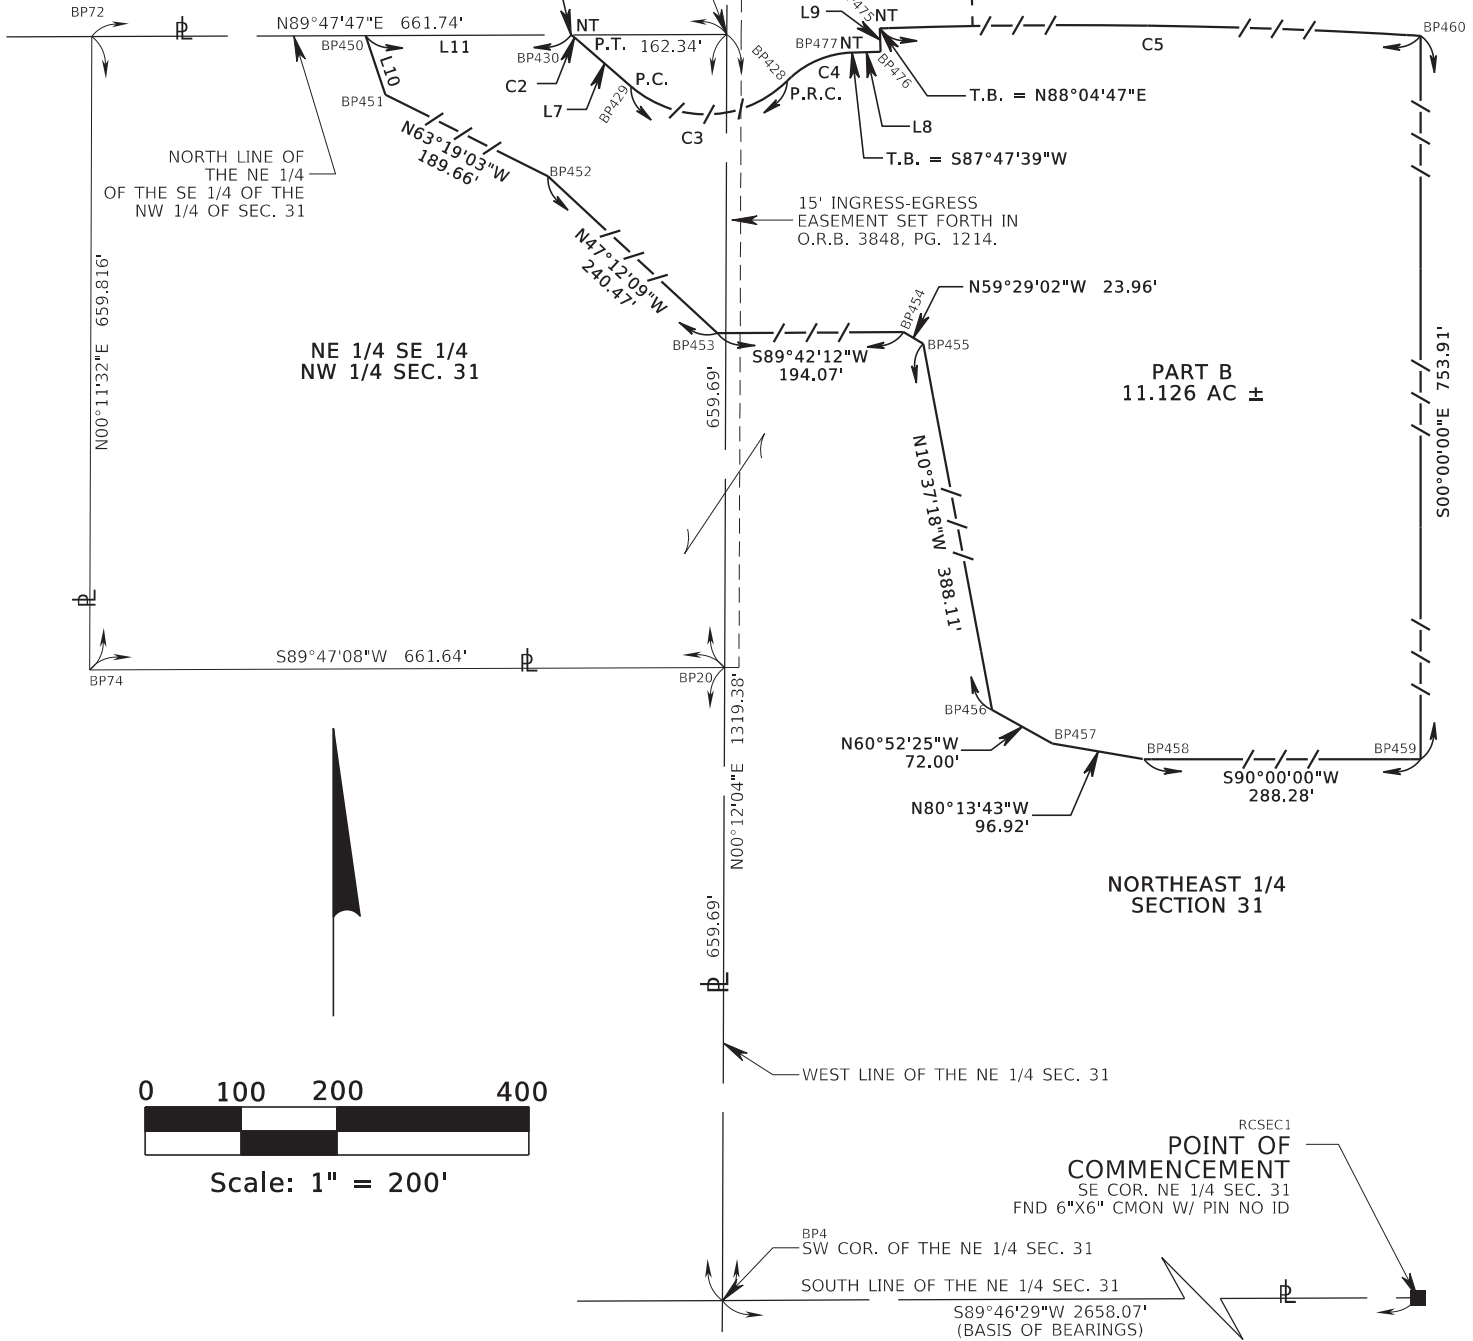 BP72
N89°47'47"E 661.74'
NT
L9
BP475
NT
BP460
BP450
L11
BP430
P.T. 162.34'
BP477 NT
C5
L10
C2
BP429
P.C.
BP428
C4
BP476
BP451
L7
P.R.C.
T.B. = N88°04'47"E
C3
L8
N63°19'03"W
189.66'
T.B. = S87°47'39"W
NORTH LINE OF
THE NE 1/4
OF THE SE 1/4 OF THE
NW 1/4 OF SEC. 31
BP452
15' INGRESS-EGRESS
EASEMENT SET FORTH IN
O.R.B. 3848, PG. 1214.
N47°12'09"W
240.47'
N00°11'32"E 659.816'
BP454
N59°29'02"W 23.96'
BP453
BP455
S89°42'12"W
194.07'
NE 1/4 SE 1/4
NW 1/4 SEC. 31
659.69'
PART B
11.126 AC ±
S00°00'00"E 753.91'
N10°37'18"W 388.11'
PL
PL
S89°47'08"W 661.64'
PL
BP74
BP20
N00°12'04"E 1319.38'
BP456
BP457
N60°52'25"W
72.00'
BP458
BP459
S90°00'00"W
288.28'
N80°13'43"W
96.92'
NORTHEAST 1/4
SECTION 31
659.69'
PL
WEST LINE OF THE NE 1/4 SEC. 31
0 100 200 400
Scale: 1" = 200'
RCSEC1
POINT OF
COMMENCEMENT
SE COR. NE 1/4 SEC. 31
FND 6"X6" CMON W/ PIN NO ID
BP4
SW COR. OF THE NE 1/4 SEC. 31
SOUTH LINE OF THE NE 1/4 SEC. 31
PL
S89°46'29"W 2658.07'
(BASIS OF BEARINGS)